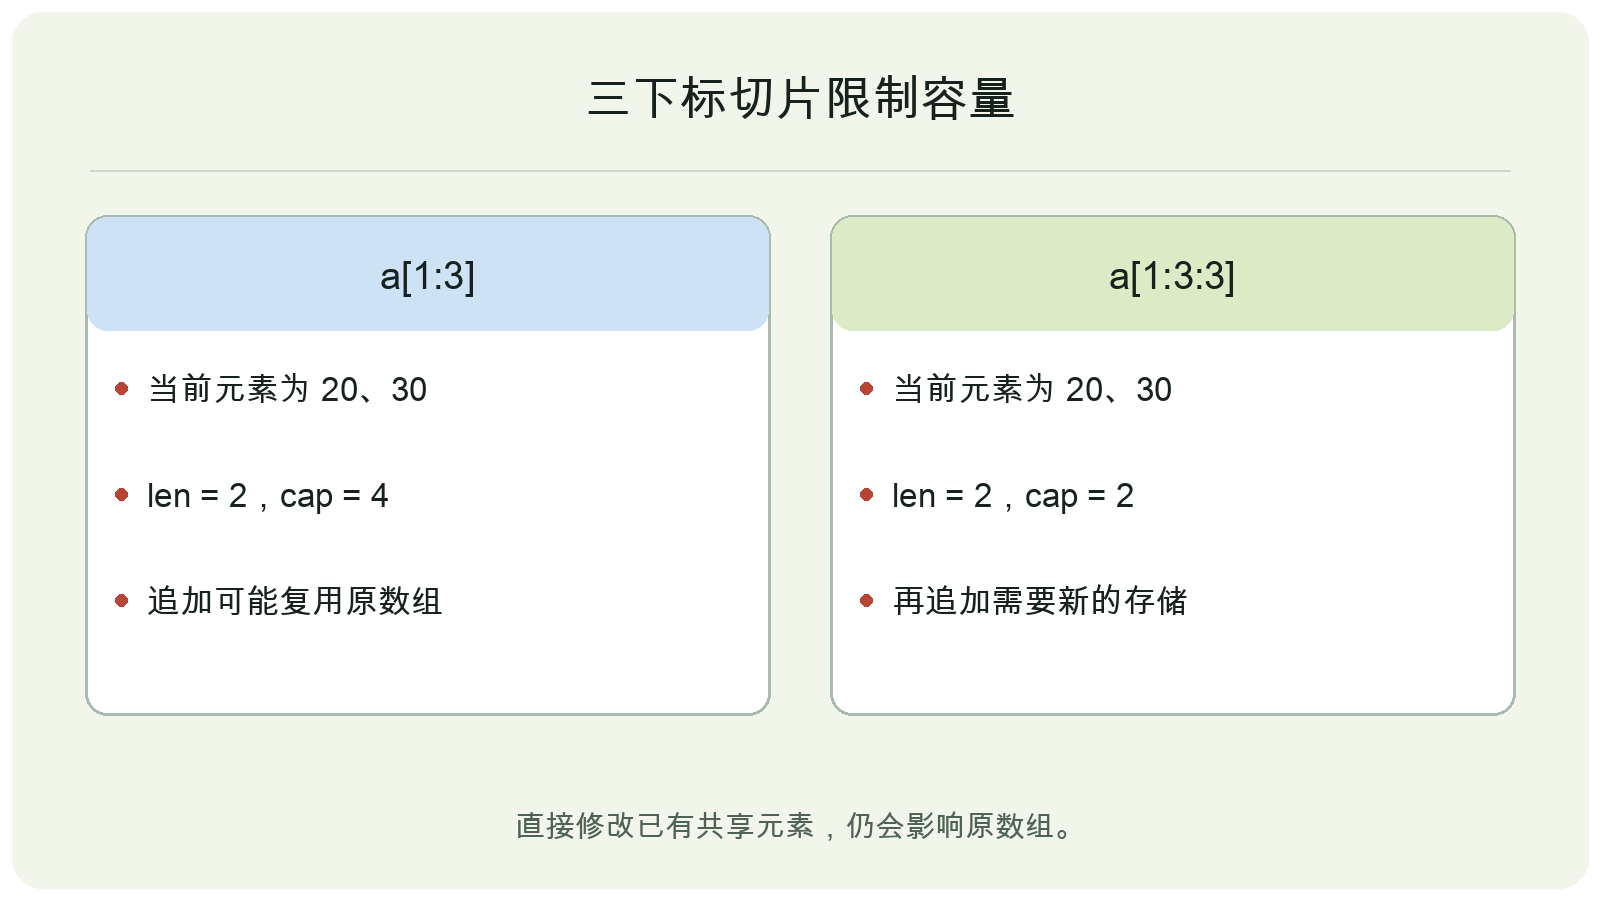 三下标切片限制容量
a[1:3]
当前元素为 20、30
len = 2，cap = 4
追加可能复用原数组
a[1:3:3]
当前元素为 20、30
len = 2，cap = 2
再追加需要新的存储
直接修改已有共享元素，仍会影响原数组。